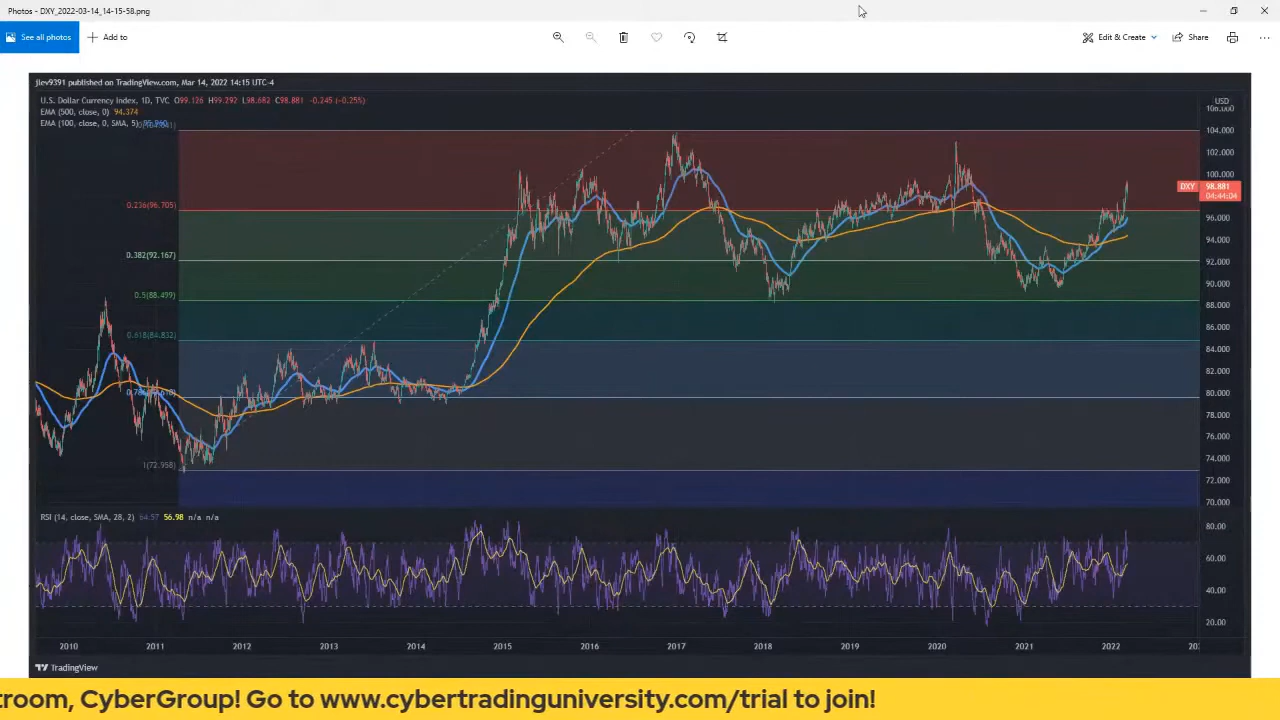 Photos - DXY_2022-03-14_14-15-58.png
See all photos
Add to
Edit & Create
Share
jlev9391 published on TradingView.com, Mar 14, 2022 14:15 UTC-4
U.S. Dollar Currency Index, 1D, TVC O99.126 H99.292 L98.682 C98.881 -0.245 (-0.25%)
USD
EMA (500, close, 0) 94.374
106.000
EMA (100, close, 0, SMA, 5)
104.000
102.000
100.000
DXY 98.881
04:44:04
0.236(96.705)
96.000
94.000
0.382(92.167)
92.000
90.000
0.5(88.499)
88.000
86.000
0.618(84.832)
84.000
82.000
80.000
78.000
76.000
74.000
1(72.958)
72.000
70.000
RSI (14, close, SMA, 28, 2) 64.57 56.98 n/a n/a
80.00
60.00
40.00
20.00
2010 2011 2012 2013 2014 2015 2016 2017 2018 2019 2020 2021 2022
TradingView
troom, CyberGroup! Go to www.cybertradinguniversity.com/trial to join!